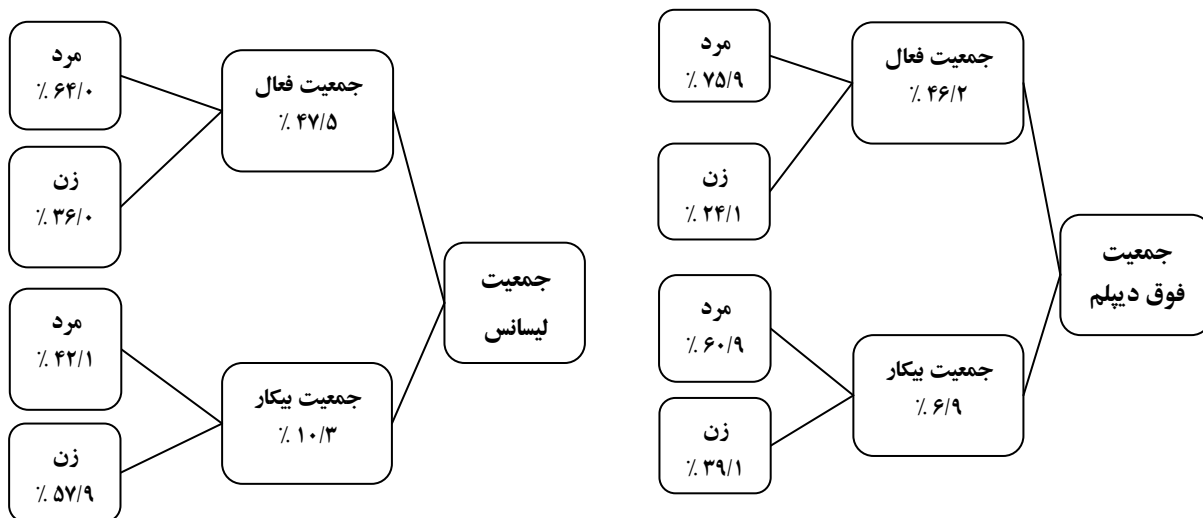 جمعیت
فوق دیپلم
جمعیت فعال
٪ ۴۶/۲
مرد
٪ ۷۵/۹
زن
٪ ۲۴/۱
جمعیت بیکار
٪ ۶/۹
مرد
٪ ۶۰/۹
زن
٪ ۳۹/۱
جمعیت
لیسانس
جمعیت فعال
٪ ۴۷/۵
مرد
٪ ۶۴/۰
زن
٪ ۳۶/۰
جمعیت بیکار
٪ ۱۰/۳
مرد
٪ ۴۲/۱
زن
٪ ۵۷/۹